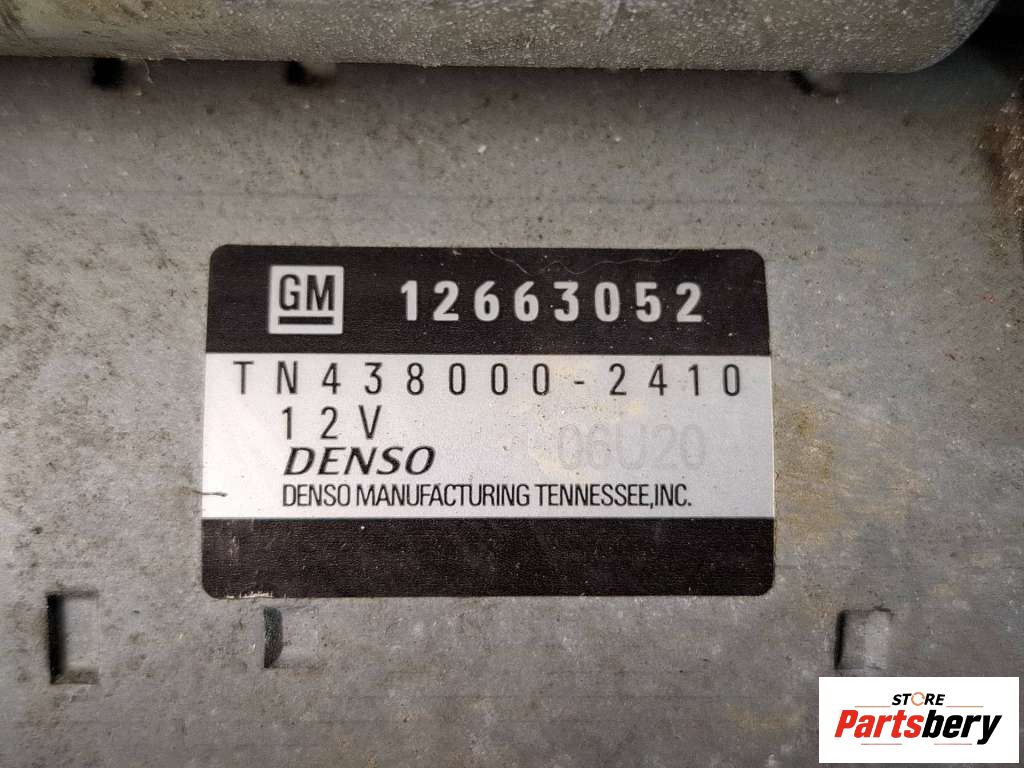 GM 12663052
TN438000-2410
12V
06U20
DENSO
DENSO MANUFACTURING TENNESSEE, INC.
STORE
Partsbery